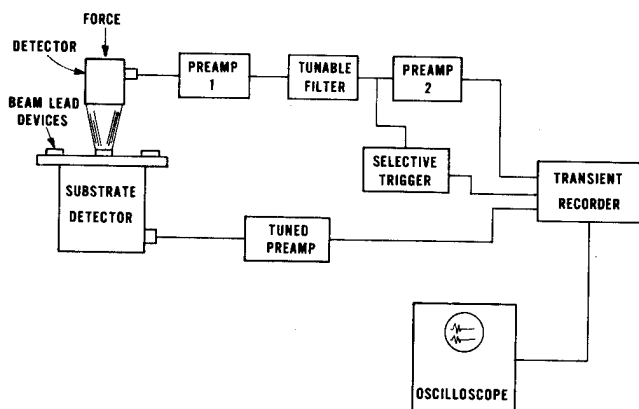 FORCE
DETECTOR
PREAMP
1
TUNABLE
FILTER
PREAMP
2
BEAM LEAD
DEVICES
SELECTIVE
TRIGGER
TRANSIENT
RECORDER
SUBSTRATE
DETECTOR
TUNED
PREAMP
OSCILLOSCOPE